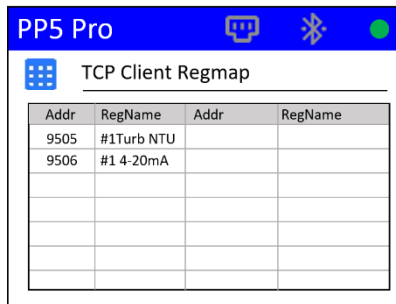 PP5 Pro
TCP Client Regmap
Addr RegName Addr RegName
9505 #1Turb NTU
9506 #1 4-20mA